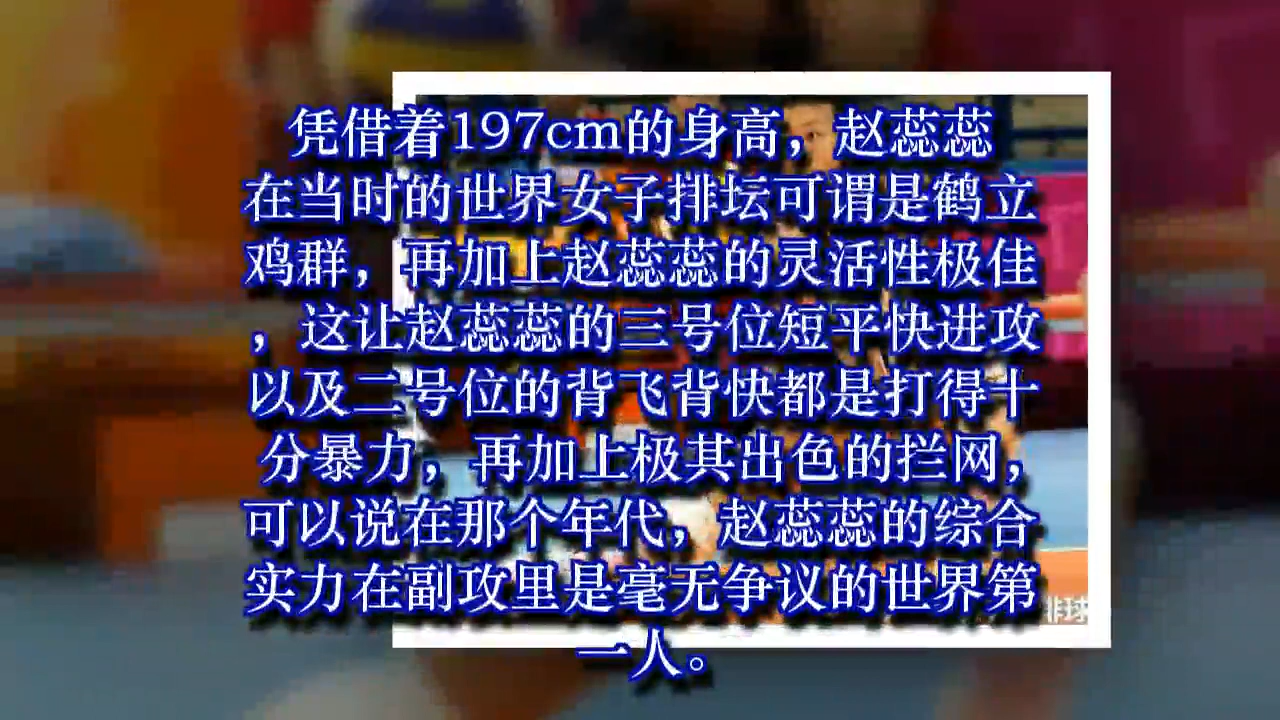 凭借着197cm的身高，赵蕊蕊
在当时的世界女子排坛可谓是鹤立
鸡群，再加上赵蕊蕊的灵活性极佳
，这让赵蕊蕊的三号位短平快进攻
以及二号位的背飞背快都是打得十
分暴力，再加上极其出色的拦网，
可以说在那个年代，赵蕊蕊的综合
实力在副攻里是毫无争议的世界第
一人。
排球